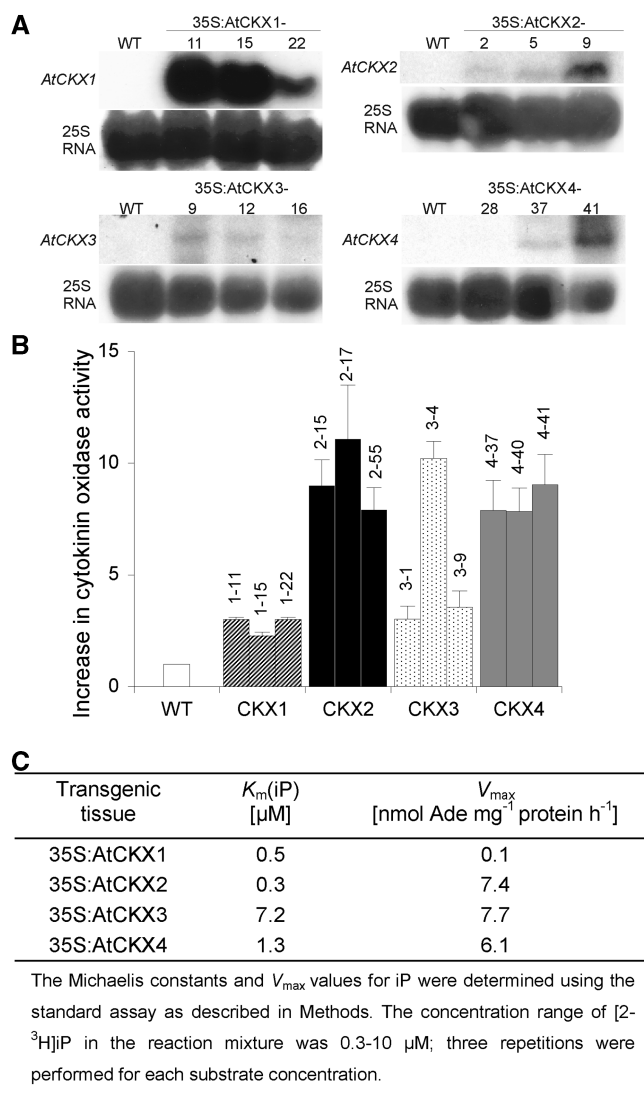 A
35S:AtCKX1-
WT 11 15 22
AtCKX1
25S
RNA
35S:AtCKX2-
WT 2 5 9
AtCKX2
25S
RNA
35S:AtCKX3-
WT 9 12 16
AtCKX3
25S
RNA
35S:AtCKX4-
WT 28 37 41
AtCKX4
25S
RNA
B
Increase in cytokinin oxidase activity
15
10
5
0
1-11
1-15
1-22
2-15
2-17
2-55
3-1
3-4
3-9
4-37
4-40
4-41
WT CKX1 CKX2 CKX3 CKX4
C
Transgenic Km(iP) Vmax
tissue [µM] [nmol Ade mg⁻¹ protein h⁻¹]
35S:AtCKX1 0.5 0.1
35S:AtCKX2 0.3 7.4
35S:AtCKX3 7.2 7.7
35S:AtCKX4 1.3 6.1
The Michaelis constants and Vmax values for iP were determined using the
standard assay as described in Methods. The concentration range of [2-
³H]iP in the reaction mixture was 0.3-10 µM; three repetitions were
performed for each substrate concentration.